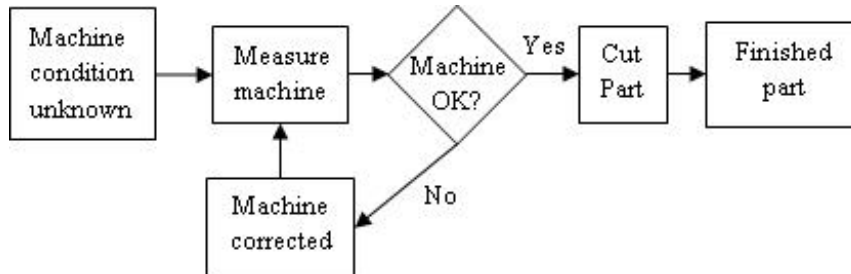 Machine
condition
unknown
Measure
machine
Machine
OK?
Yes
Cut
Part
Finished
part
No
Machine
corrected